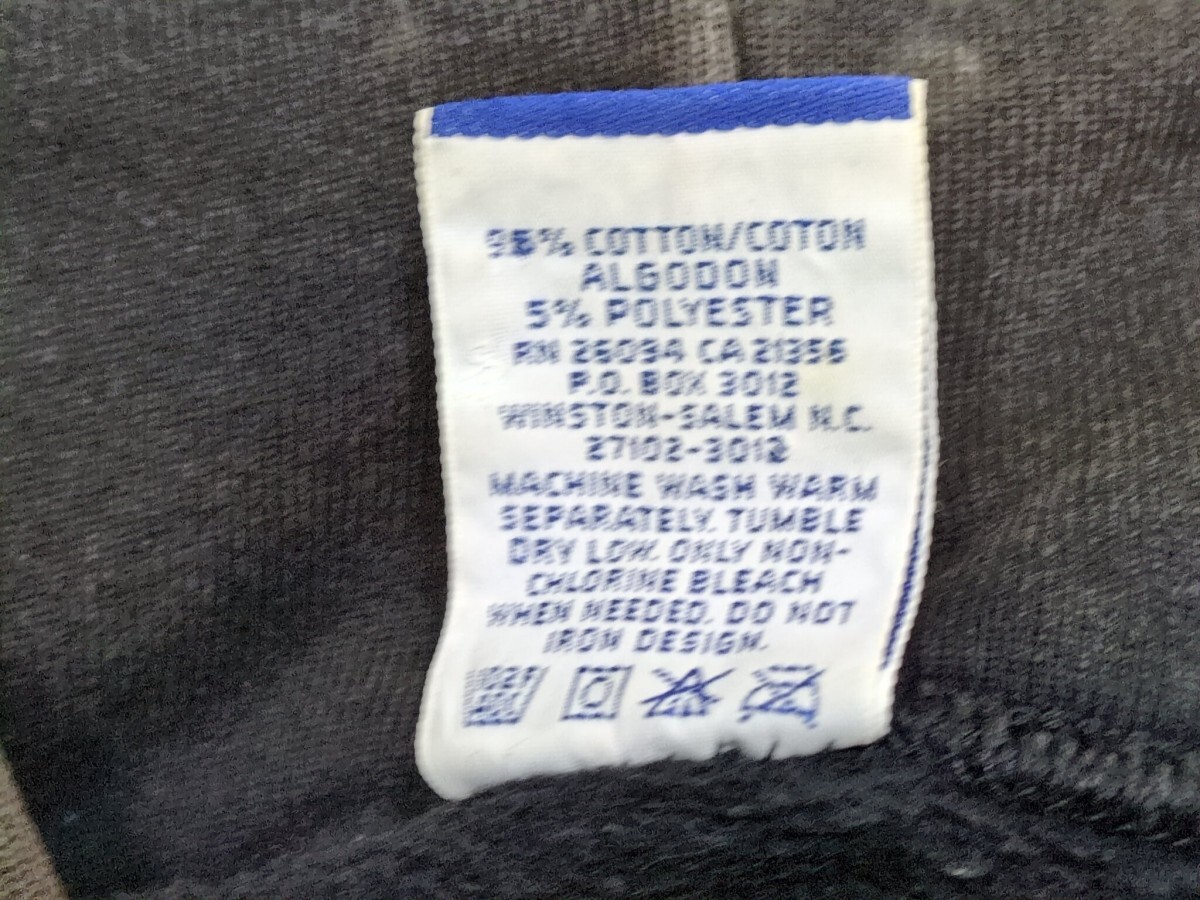 95% COTTON/COTON
ALGODON
5% POLYESTER
RN 26094 CA 21356
P.O. BOX 3012
WINSTON-SALEM N.C.
27102-3012
MACHINE WASH WARM
SEPARATELY. TUMBLE
DRY LOW. ONLY NON-
CHLORINE BLEACH
WHEN NEEDED. DO NOT
IRON DESIGN.